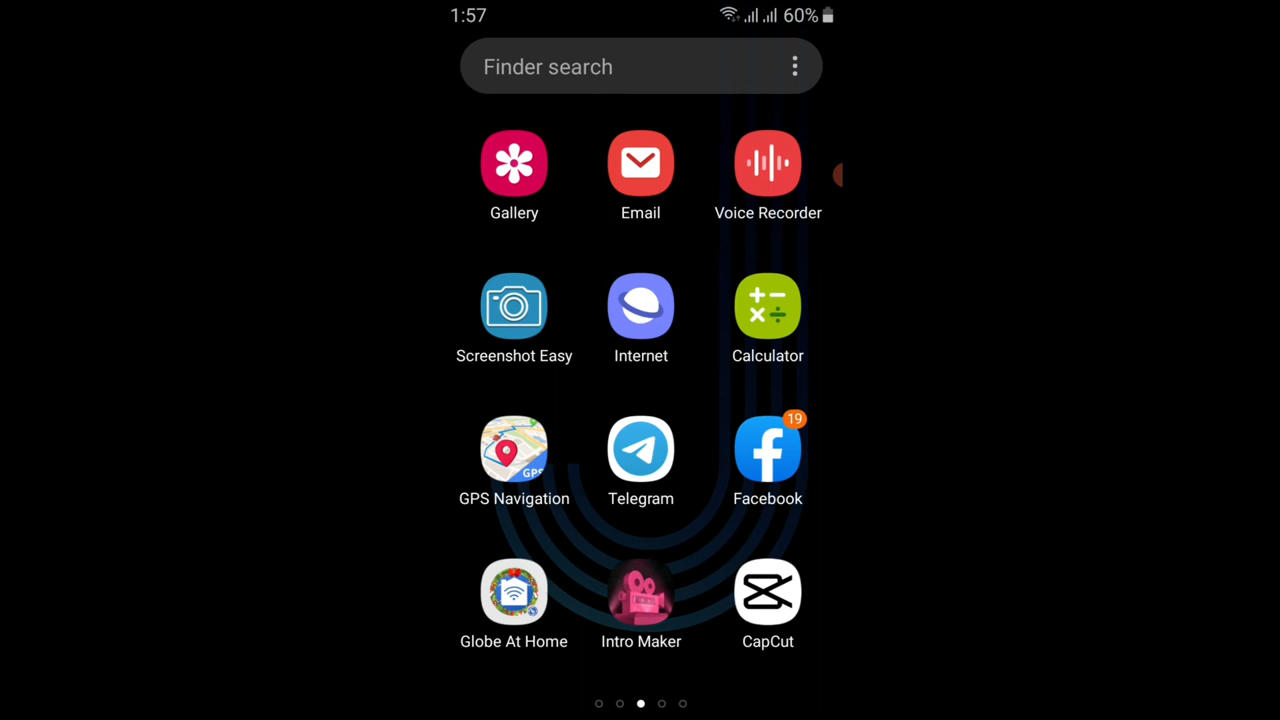 1:57 60%
Finder search
Gallery Email Voice Recorder
Screenshot Easy Internet Calculator
GPS
19
GPS Navigation Telegram Facebook
Globe At Home Intro Maker CapCut